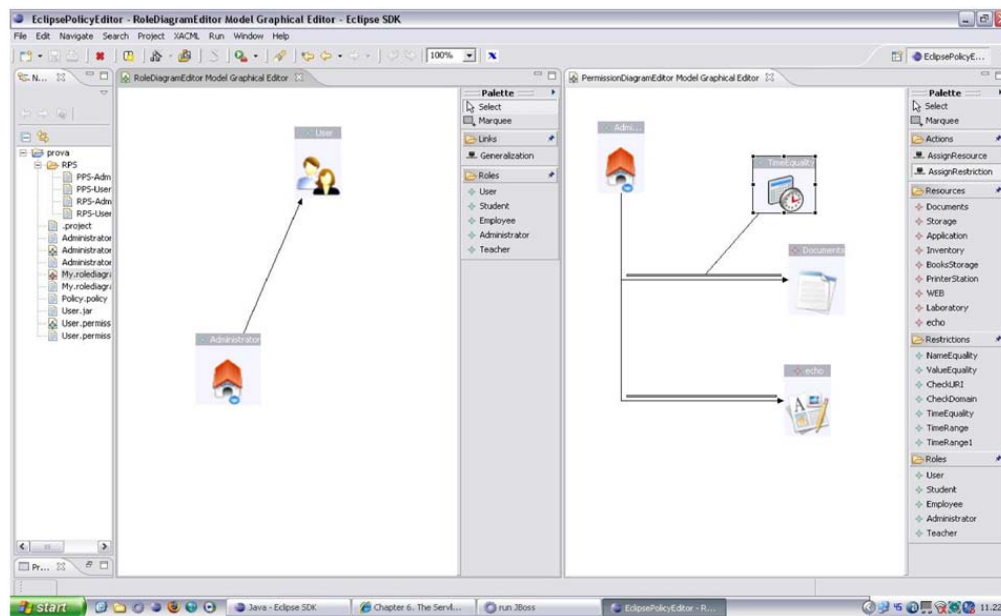 EclipsePolicyEditor - RoleDiagramEditor Model Graphical Editor - Eclipse SDK
File Edit Navigate Search Project XACML Run Window Help
100%
EclipsePolicyE...
N...
prova
RPS
PPS-Adm
PPS-User
RPS-Adm
RPS-User
.project
Administrator
Administrator
Administrator
My.rolediagra
My.rolediagra
Policy.policy
User.jar
User.permiss
User.permiss
Pr...
RoleDiagramEditor Model Graphical Editor
User
Administrator
Palette
Select
Marquee
Links
Generalization
Roles
User
Student
Employee
Administrator
Teacher
PermissionDiagramEditor Model Graphical Editor
Admi...
TimeEquality
Documents
echo
Palette
Select
Marquee
Actions
AssignResource
AssignRestriction
Resources
Documents
Storage
Application
Inventory
BooksStorage
PrinterStation
WEB
Laboratory
echo
Restrictions
NameEquality
ValueEquality
CheckURI
CheckDomain
TimeEquality
TimeRange
TimeRange1
Roles
User
Student
Employee
Administrator
Teacher
start
Java - Eclipse SDK
Chapter 6. The Servl...
run JBoss
EclipsePolicyEditor - R...
11.22